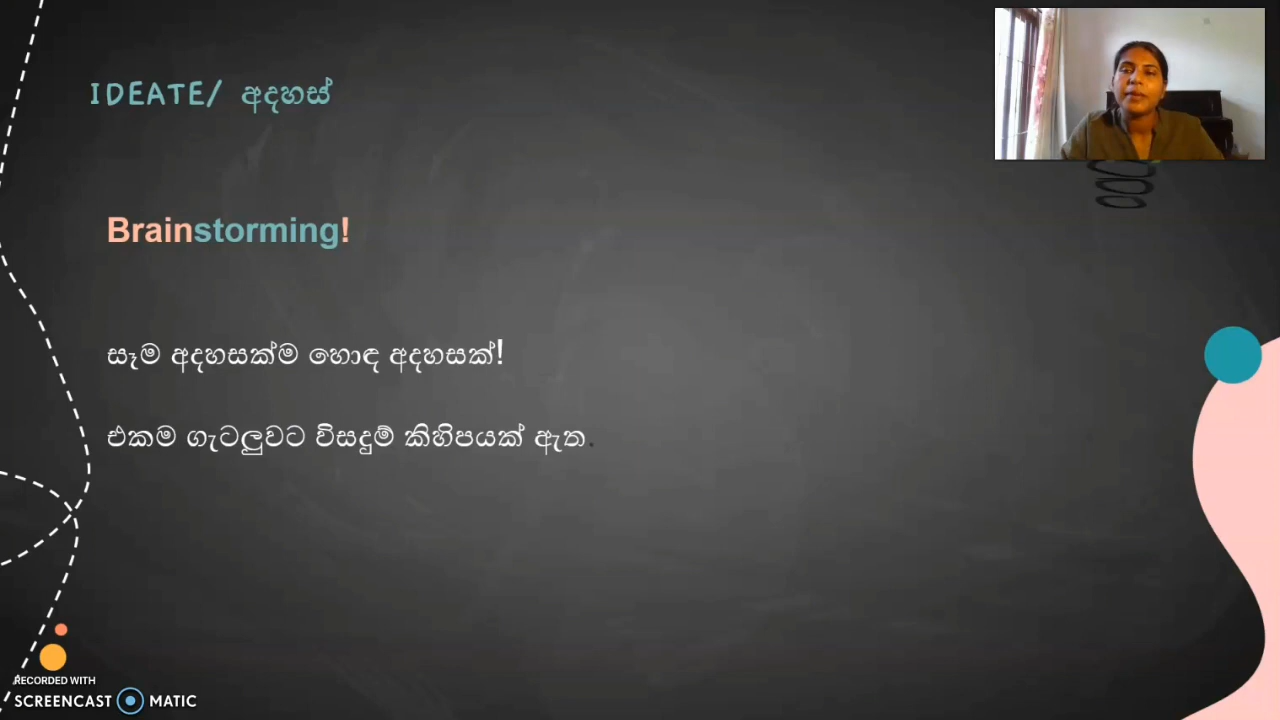 IDEATE/ අදහස්
Brainstorming!
සෑම අදහසක්ම හොඳ අදහසක්!
එකම ගැටලුවට විසඳුම් කිහිපයක් ඇත.
RECORDED WITH
SCREENCAST MATIC